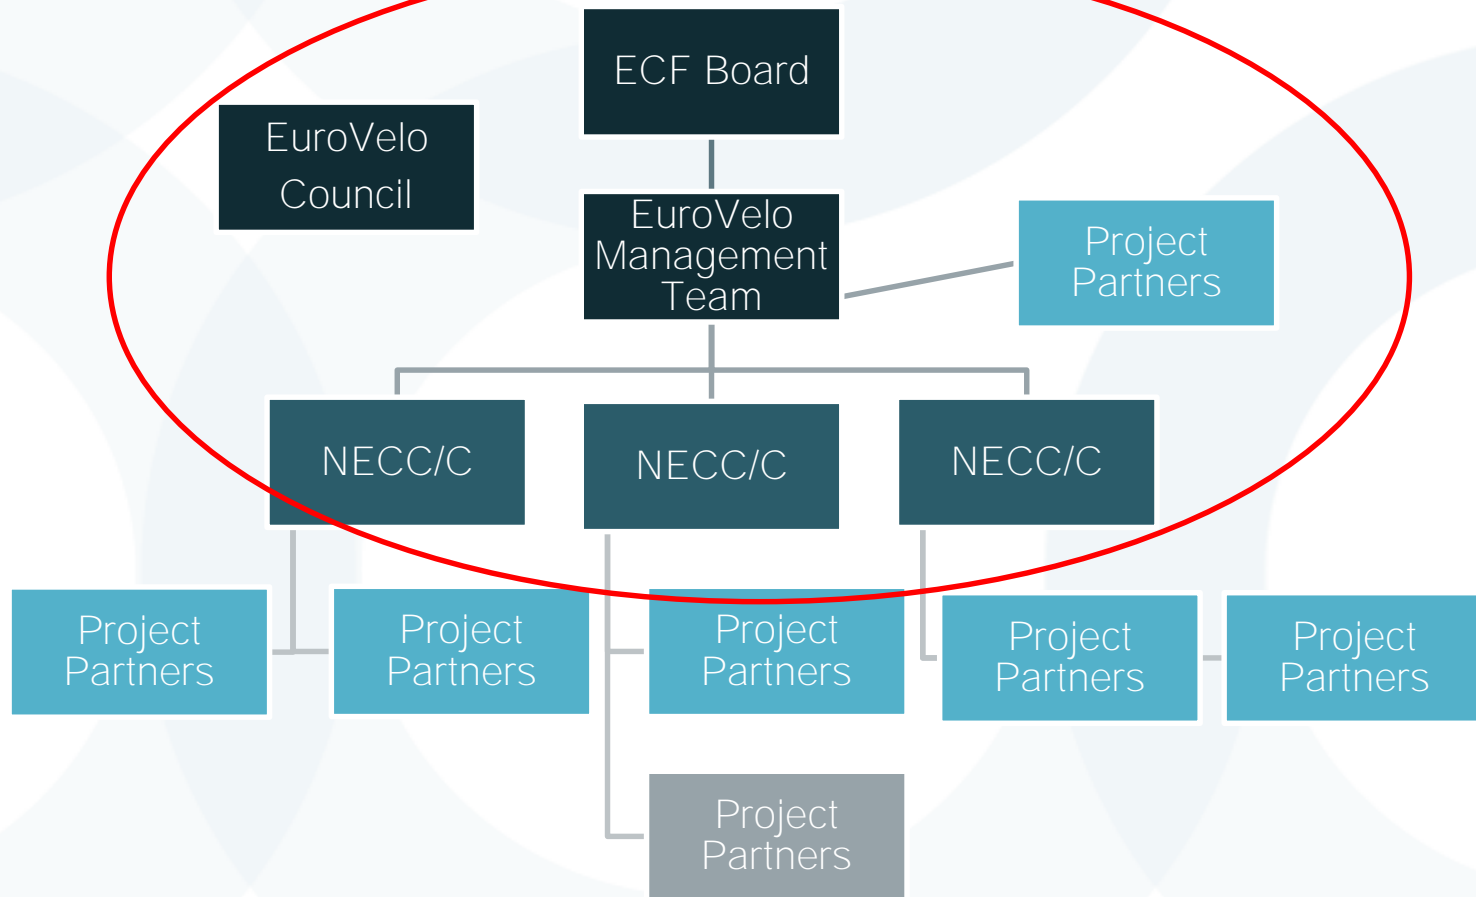 ECF Board
EuroVelo
Council
EuroVelo
Management
Team
Project
Partners
NECC/C
NECC/C
NECC/C
Project
Partners
Project
Partners
Project
Partners
Project
Partners
Project
Partners
Project
Partners